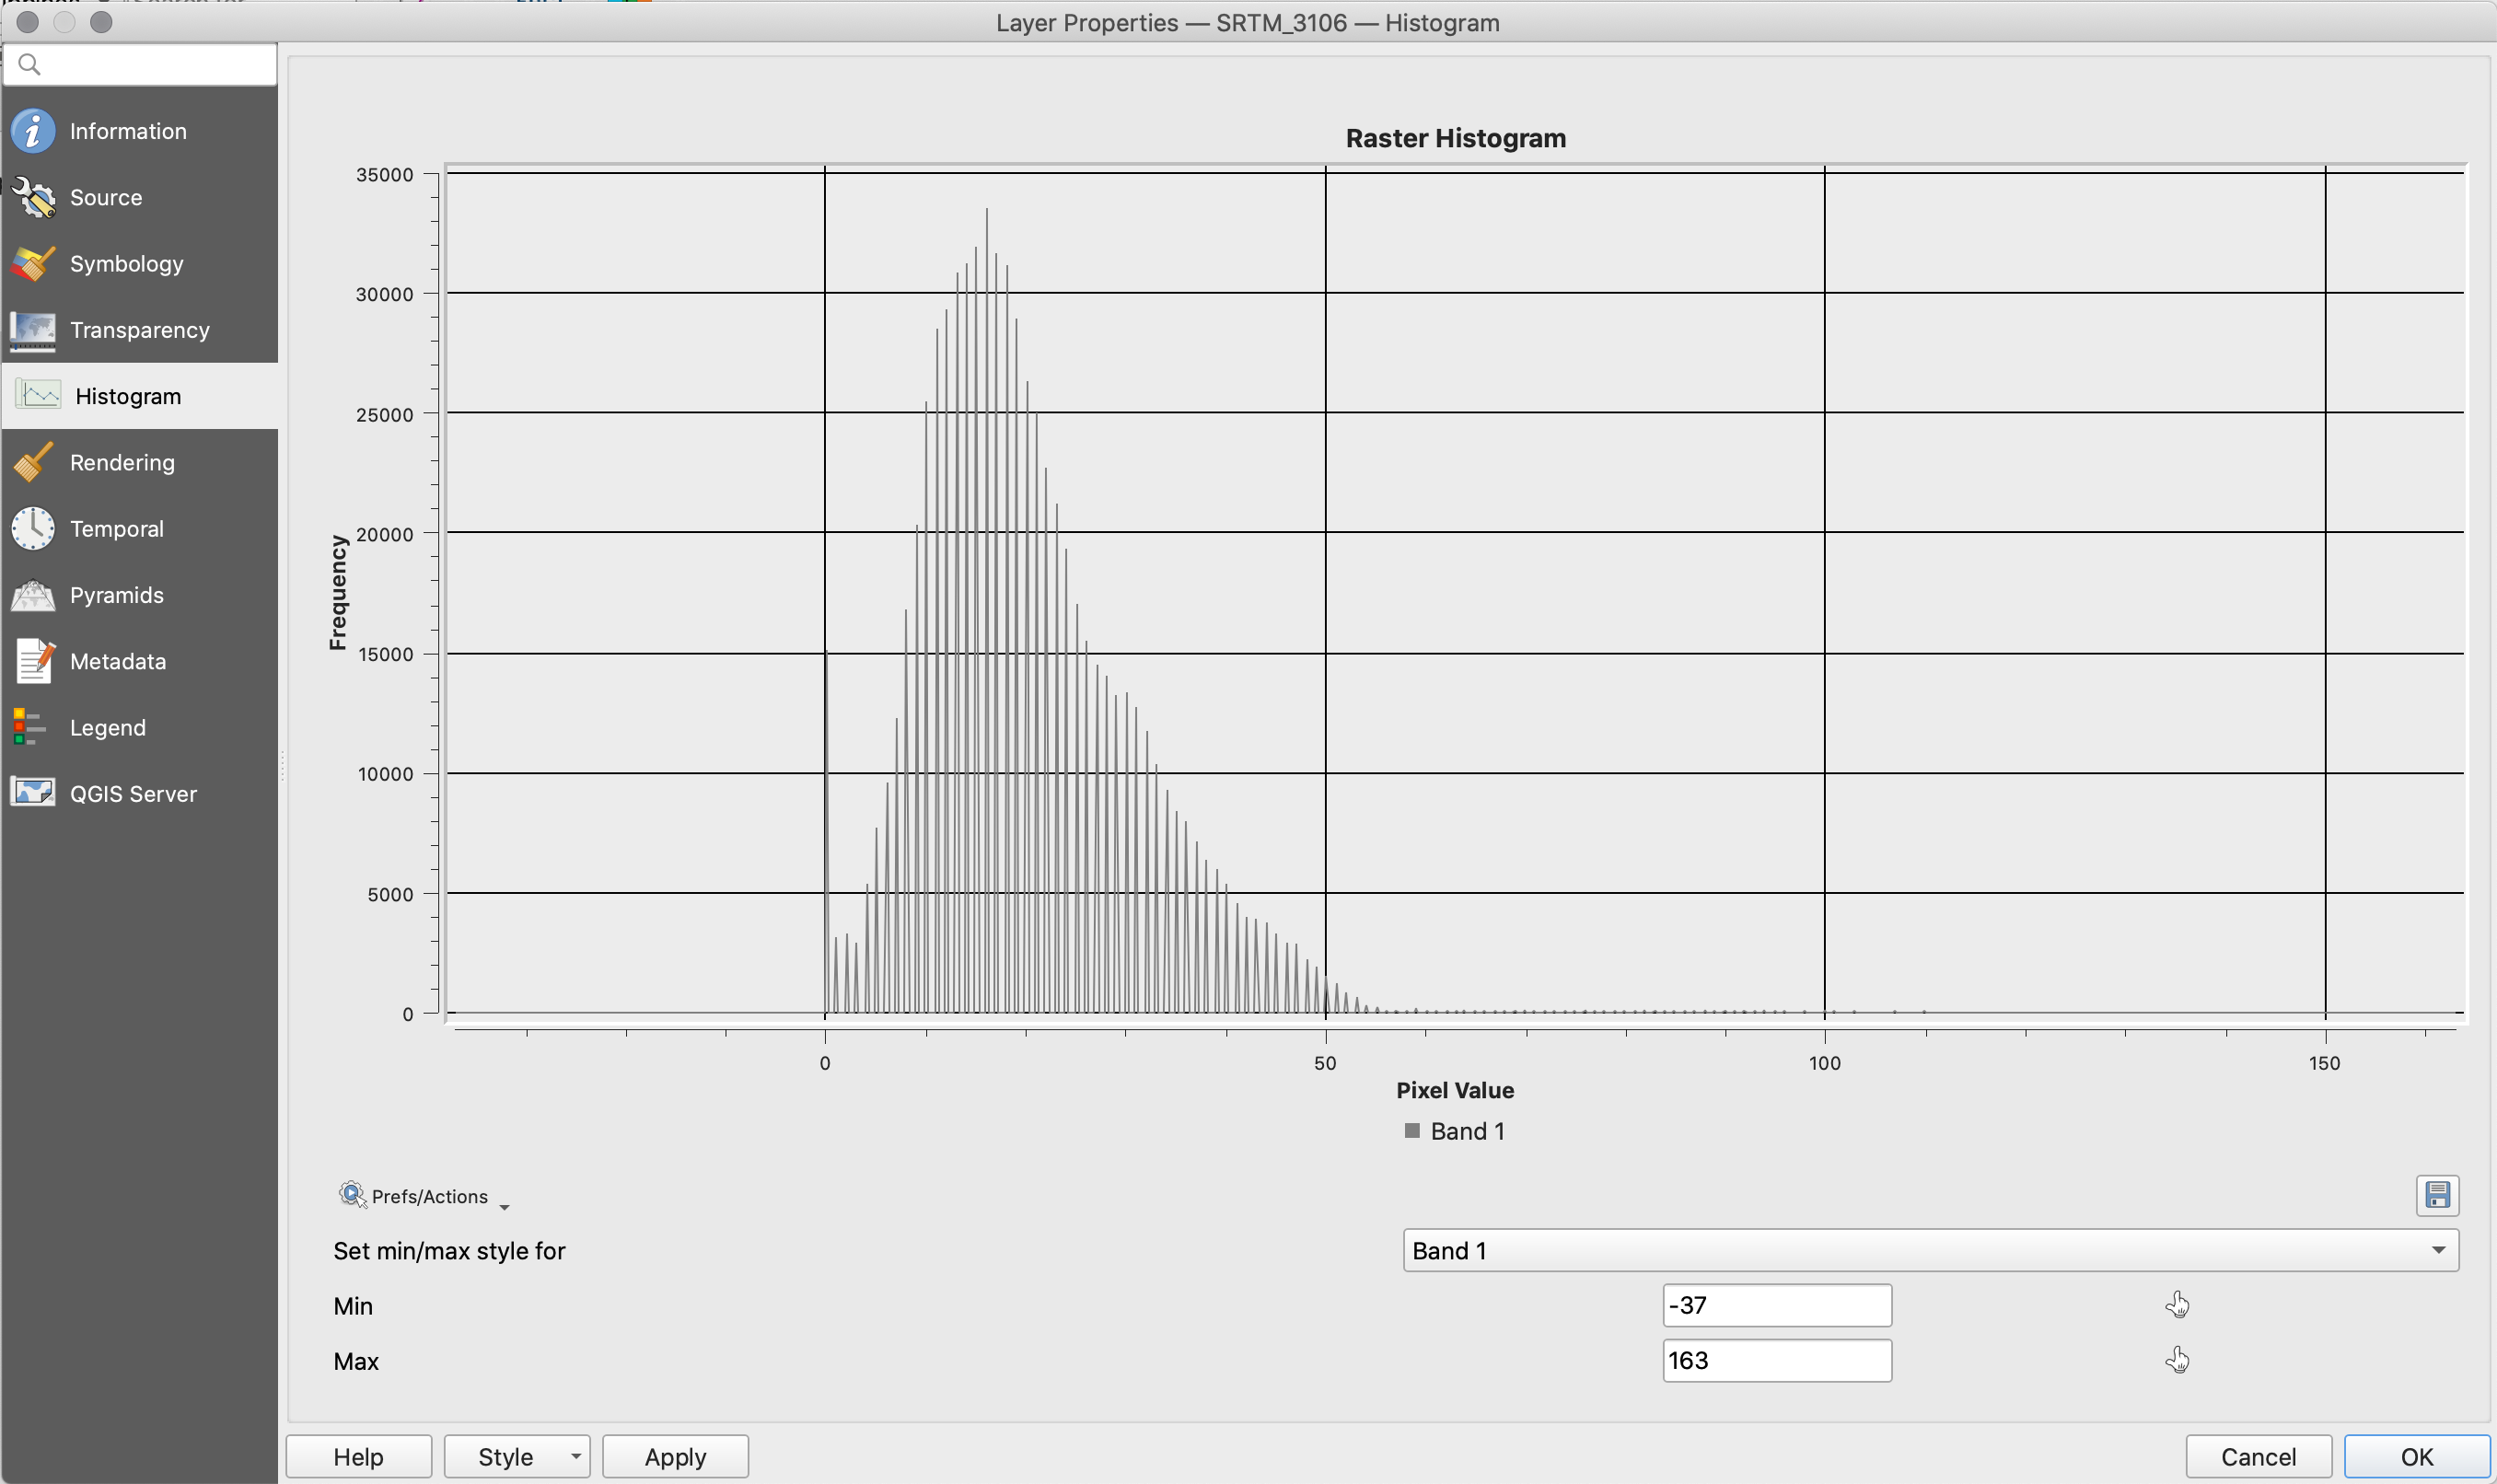 Layer Properties — SRTM_3106 — Histogram
Information
Source
Symbology
Transparency
Histogram
Rendering
Temporal
Pyramids
Metadata
Legend
QGIS Server
Raster Histogram
35000
30000
25000
20000
15000
10000
5000
0
Frequency
0 50 100 150
Pixel Value
Band 1
Prefs/Actions
Set min/max style for Band 1
Min -37
Max 163
Help Style Apply Cancel OK